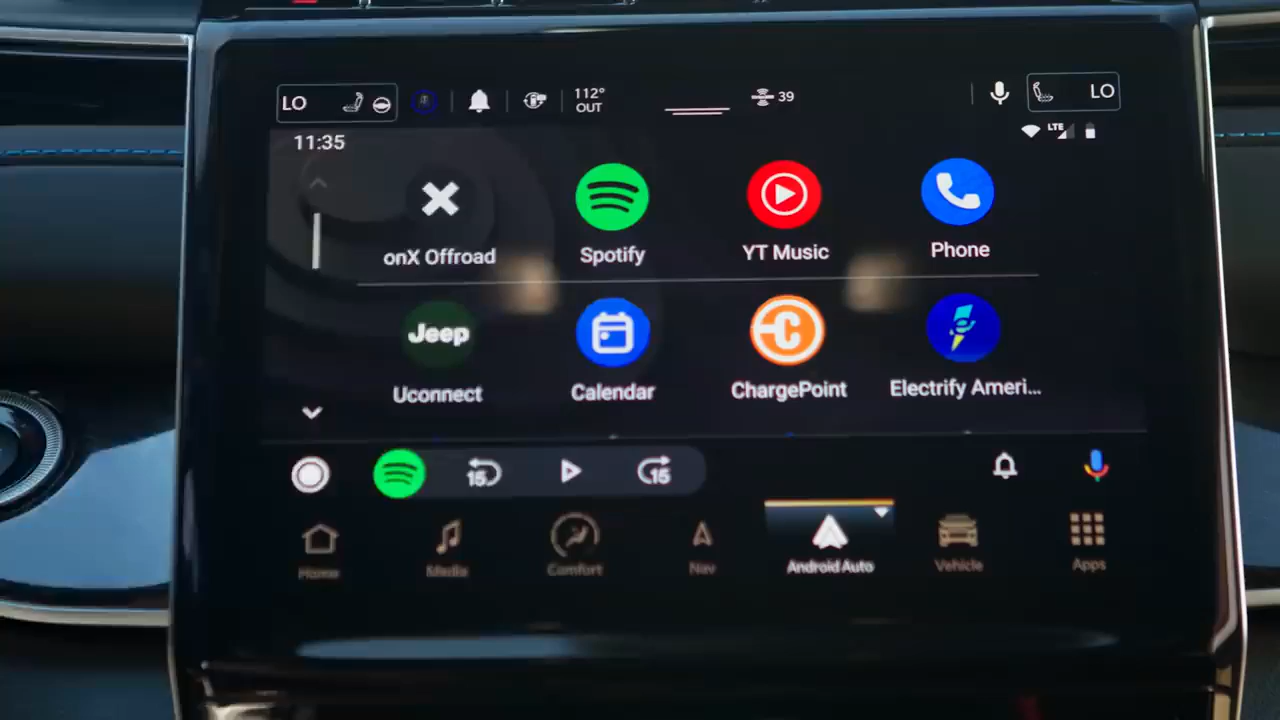 LO
112°
OUT
39
LO
11:35
LTE
onX Offroad
Spotify
YT Music
Phone
Jeep
Uconnect
Calendar
ChargePoint
Electrify Ameri...
15
15
Home
Media
Comfort
Nav
Android Auto
Vehicle
Apps